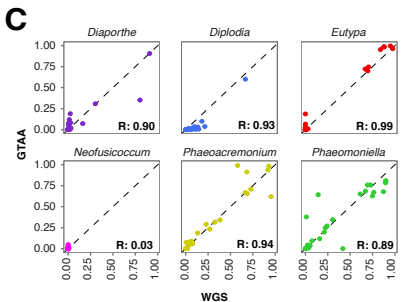 C
Diaporthe Diplodia Eutypa
1.00
0.75
0.50
0.25
0.00
R: 0.90 R: 0.93 R: 0.99
GTAA
Neofusicoccum Phaeoacremonium Phaeomoniella
1.00
0.75
0.50
0.25
0.00
R: 0.03 R: 0.94 R: 0.89
0.00 0.25 0.50 0.75 1.00 0.00 0.25 0.50 0.75 1.00 0.00 0.25 0.50 0.75 1.00
WGS